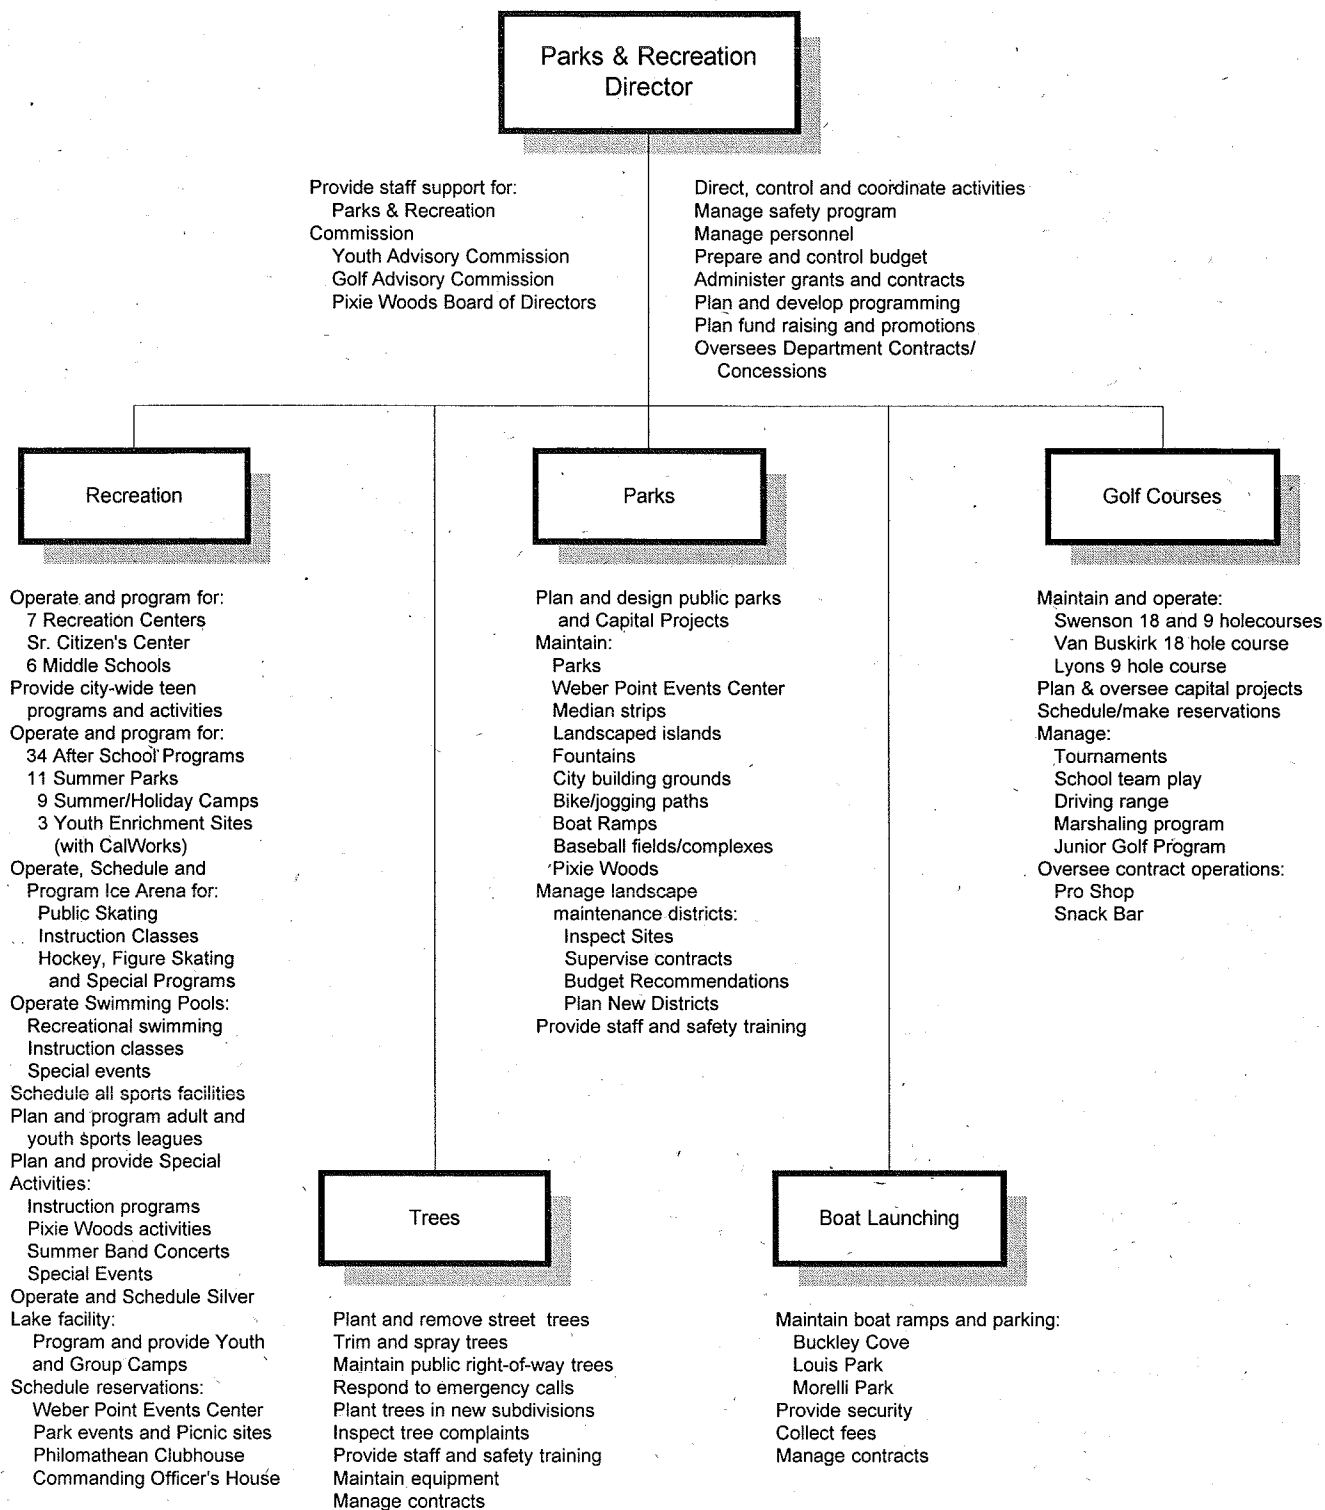 Parks & Recreation
Director
Provide staff support for:
Parks & Recreation
Commission
Youth Advisory Commission
Golf Advisory Commission
Pixie Woods Board of Directors
Direct, control and coordinate activities
Manage safety program
Manage personnel
Prepare and control budget
Administer grants and contracts
Plan and develop programming
Plan fund raising and promotions
Oversees Department Contracts/
Concessions
Recreation
Operate and program for:
7 Recreation Centers
Sr. Citizen's Center
6 Middle Schools
Provide city-wide teen
programs and activities
Operate and program for:
34 After School Programs
11 Summer Parks
9 Summer/Holiday Camps
3 Youth Enrichment Sites
(with CalWorks)
Operate, Schedule and
Program Ice Arena for:
Public Skating
Instruction Classes
Hockey, Figure Skating
and Special Programs
Operate Swimming Pools:
Recreational swimming
Instruction classes
Special events
Schedule all sports facilities
Plan and program adult and
youth sports leagues
Plan and provide Special
Activities:
Instruction programs
Pixie Woods activities
Summer Band Concerts
Special Events
Operate and Schedule Silver
Lake facility:
Program and provide Youth
and Group Camps
Schedule reservations:
Weber Point Events Center
Park events and Picnic sites
Philomathean Clubhouse
Commanding Officer's House
Parks
Plan and design public parks
and Capital Projects
Maintain:
Parks
Weber Point Events Center
Median strips
Landscaped islands
Fountains
City building grounds
Bike/jogging paths
Boat Ramps
Baseball fields/complexes
Pixie Woods
Manage landscape
maintenance districts:
Inspect Sites
Supervise contracts
Budget Recommendations
Plan New Districts
Provide staff and safety training
Golf Courses
Maintain and operate:
Swenson 18 and 9 holecourses
Van Buskirk 18 hole course
Lyons 9 hole course
Plan & oversee capital projects
Schedule/make reservations
Manage:
Tournaments
School team play
Driving range
Marshaling program
Junior Golf Program
Oversee contract operations:
Pro Shop
Snack Bar
Trees
Plant and remove street trees
Trim and spray trees
Maintain public right-of-way trees
Respond to emergency calls
Plant trees in new subdivisions
Inspect tree complaints
Provide staff and safety training
Maintain equipment
Manage contracts
Boat Launching
Maintain boat ramps and parking:
Buckley Cove
Louis Park
Morelli Park
Provide security
Collect fees
Manage contracts